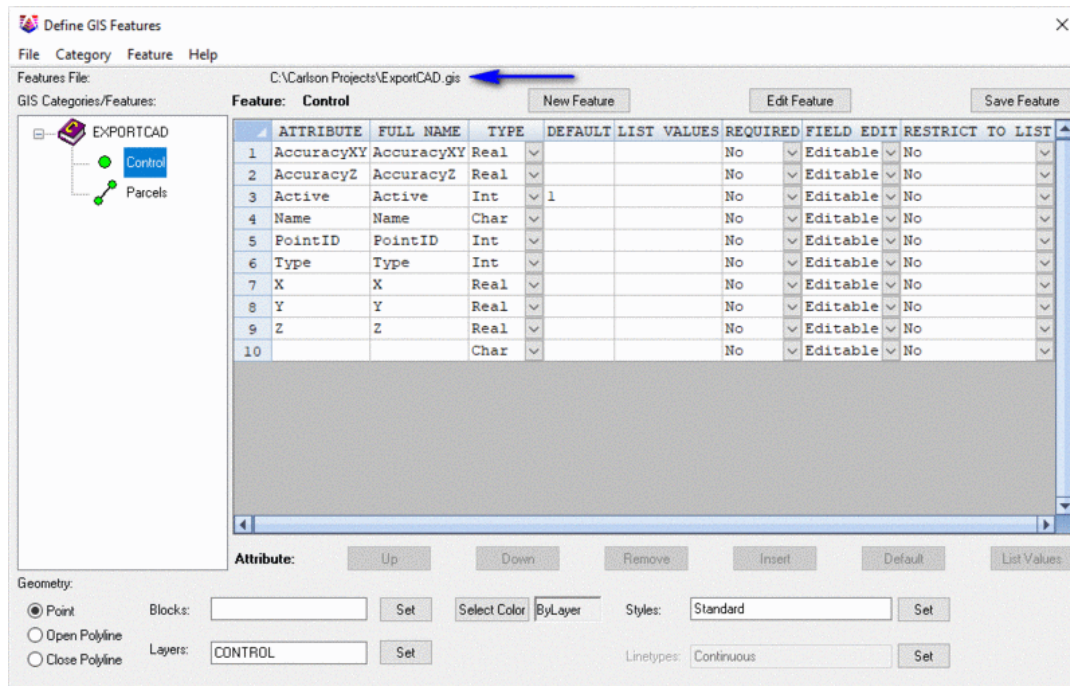 Define GIS Features
File Category Feature Help
Features File: C:\Carlson Projects\ExportCAD.gis
GIS Categories/Features: Feature: Control New Feature Edit Feature Save Feature
EXPORTCAD
Control
Parcels
ATTRIBUTE FULL NAME TYPE DEFAULT LIST VALUES REQUIRED FIELD EDIT RESTRICT TO LIST
1 AccuracyXY AccuracyXY Real No Editable No
2 AccuracyZ AccuracyZ Real No Editable No
3 Active Active Int 1 No Editable No
4 Name Name Char No Editable No
5 PointID PointID Int No Editable No
6 Type Type Int No Editable No
7 X X Real No Editable No
8 Y Y Real No Editable No
9 Z Z Real No Editable No
10 Char No Editable No
Attribute: Up Down Remove Insert Default List Values
Geometry:
Point Blocks: Set Select Color ByLayer Styles: Standard Set
Open Polyline
Close Polyline Layers: CONTROL Set Linetypes: Continuous Set